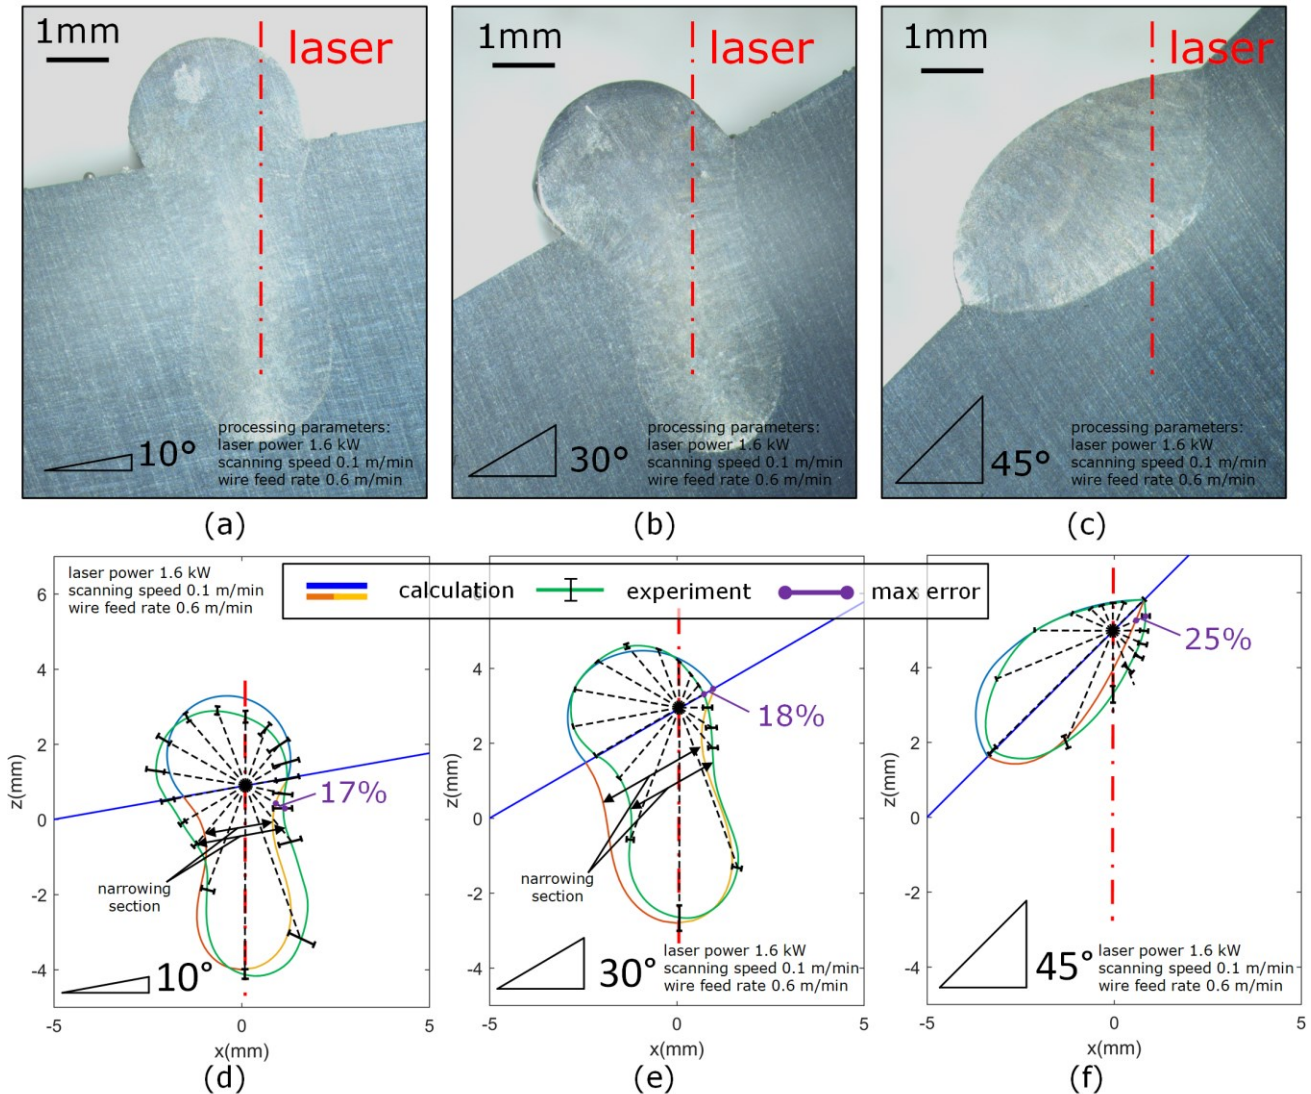 1mm
laser
10°
processing parameters:
laser power 1.6 kW
scanning speed 0.1 m/min
wire feed rate 0.6 m/min
(a)
1mm
laser
30°
processing parameters:
laser power 1.6 kW
scanning speed 0.1 m/min
wire feed rate 0.6 m/min
(b)
1mm
laser
45°
processing parameters:
laser power 1.6 kW
scanning speed 0.1 m/min
wire feed rate 0.6 m/min
(c)
calculation
experiment
max error
laser power 1.6 kW
scanning speed 0.1 m/min
wire feed rate 0.6 m/min
6
4
2
0
-2
-4
z(mm)
17%
narrowing
section
10°
-5
0
5
x(mm)
(d)
6
4
2
0
-2
-4
z(mm)
18%
narrowing
section
30°
laser power 1.6 kW
scanning speed 0.1 m/min
wire feed rate 0.6 m/min
-5
0
5
x(mm)
(e)
6
4
2
0
-2
-4
z(mm)
25%
45°
laser power 1.6 kW
scanning speed 0.1 m/min
wire feed rate 0.6 m/min
-5
0
5
x(mm)
(f)